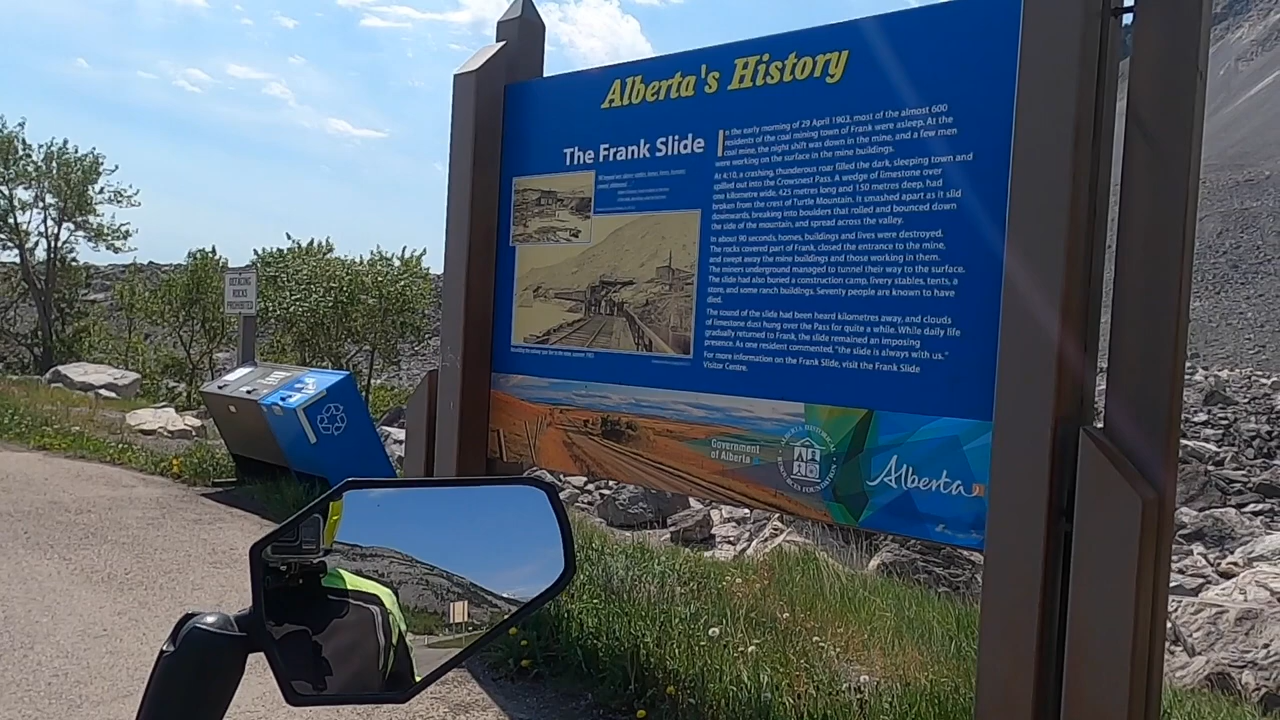 Alberta's History
The Frank Slide
In the early morning of 29 April 1903, most of the almost 600
residents of the coal mining town of Frank were asleep. At the
coal mine, the night shift was down in the mine, and a few men
were working on the surface in the mine buildings.
At 4:10, a crashing, thunderous roar filled the dark, sleeping town and
spilled out into the Crowsnest Pass. A wedge of limestone over
one kilometre wide, 425 metres long and 150 metres deep, had
broken from the crest of Turtle Mountain. It smashed apart as it slid
downwards, breaking into boulders that rolled and bounced down
the side of the mountain, and spread across the valley.
In about 90 seconds, homes, buildings and lives were destroyed.
The rocks covered part of Frank, closed the entrance to the mine,
and swept away the mine buildings and those working in them.
The miners underground managed to tunnel their way to the surface.
The slide had also buried a construction camp, livery stables, tents, a
store, and some ranch buildings. Seventy people are known to have
died.
The sound of the slide had been heard kilometres away, and clouds
of limestone dust hung over the Pass for quite a while. While daily life
gradually returned to Frank, the slide remained an imposing
presence. As one resident commented, "the slide is always with us."
For more information on the Frank Slide, visit the Frank Slide
Visitor Centre.
Government
of Alberta
ALBERTA HISTORICAL
RESOURCES FOUNDATION
Alberta
DEFACING
ROCKS
PROHIBITED